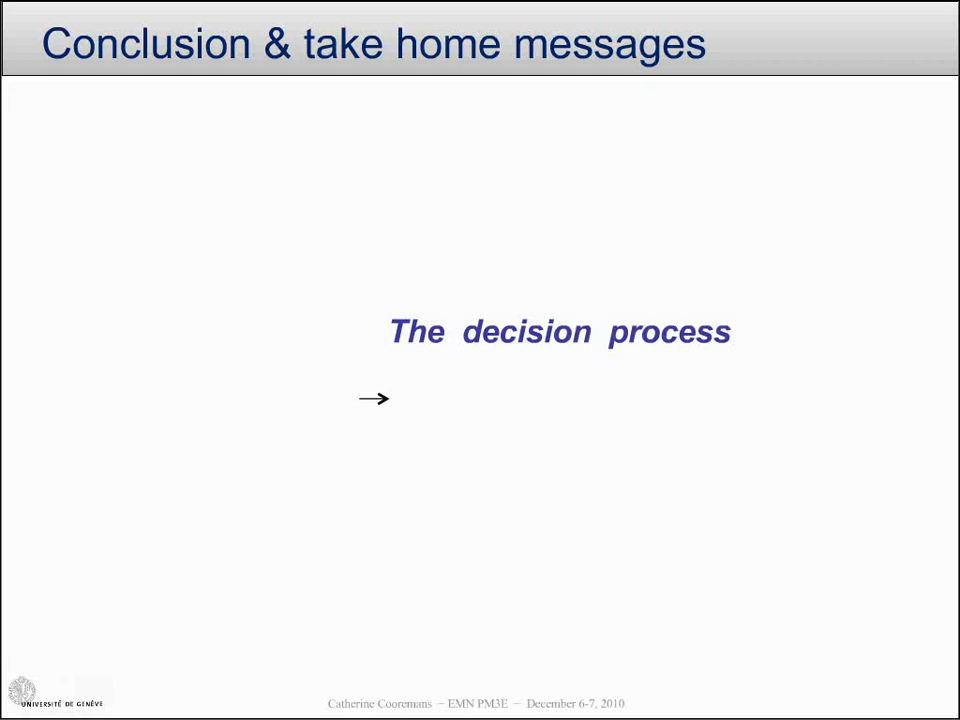 Conclusion & take home messages
The decision process
→
UNIVERSITÉ DE GENÈVE
Catherine Cooremans − EMN PM3E − December 6-7, 2010